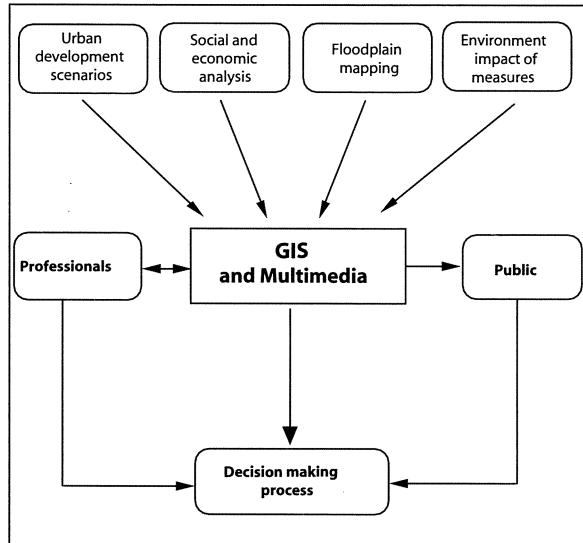 Urban
development
scenarios
Social and
economic
analysis
Floodplain
mapping
Environment
impact of
measures
Professionals
GIS
and Multimedia
Public
Decision making
process